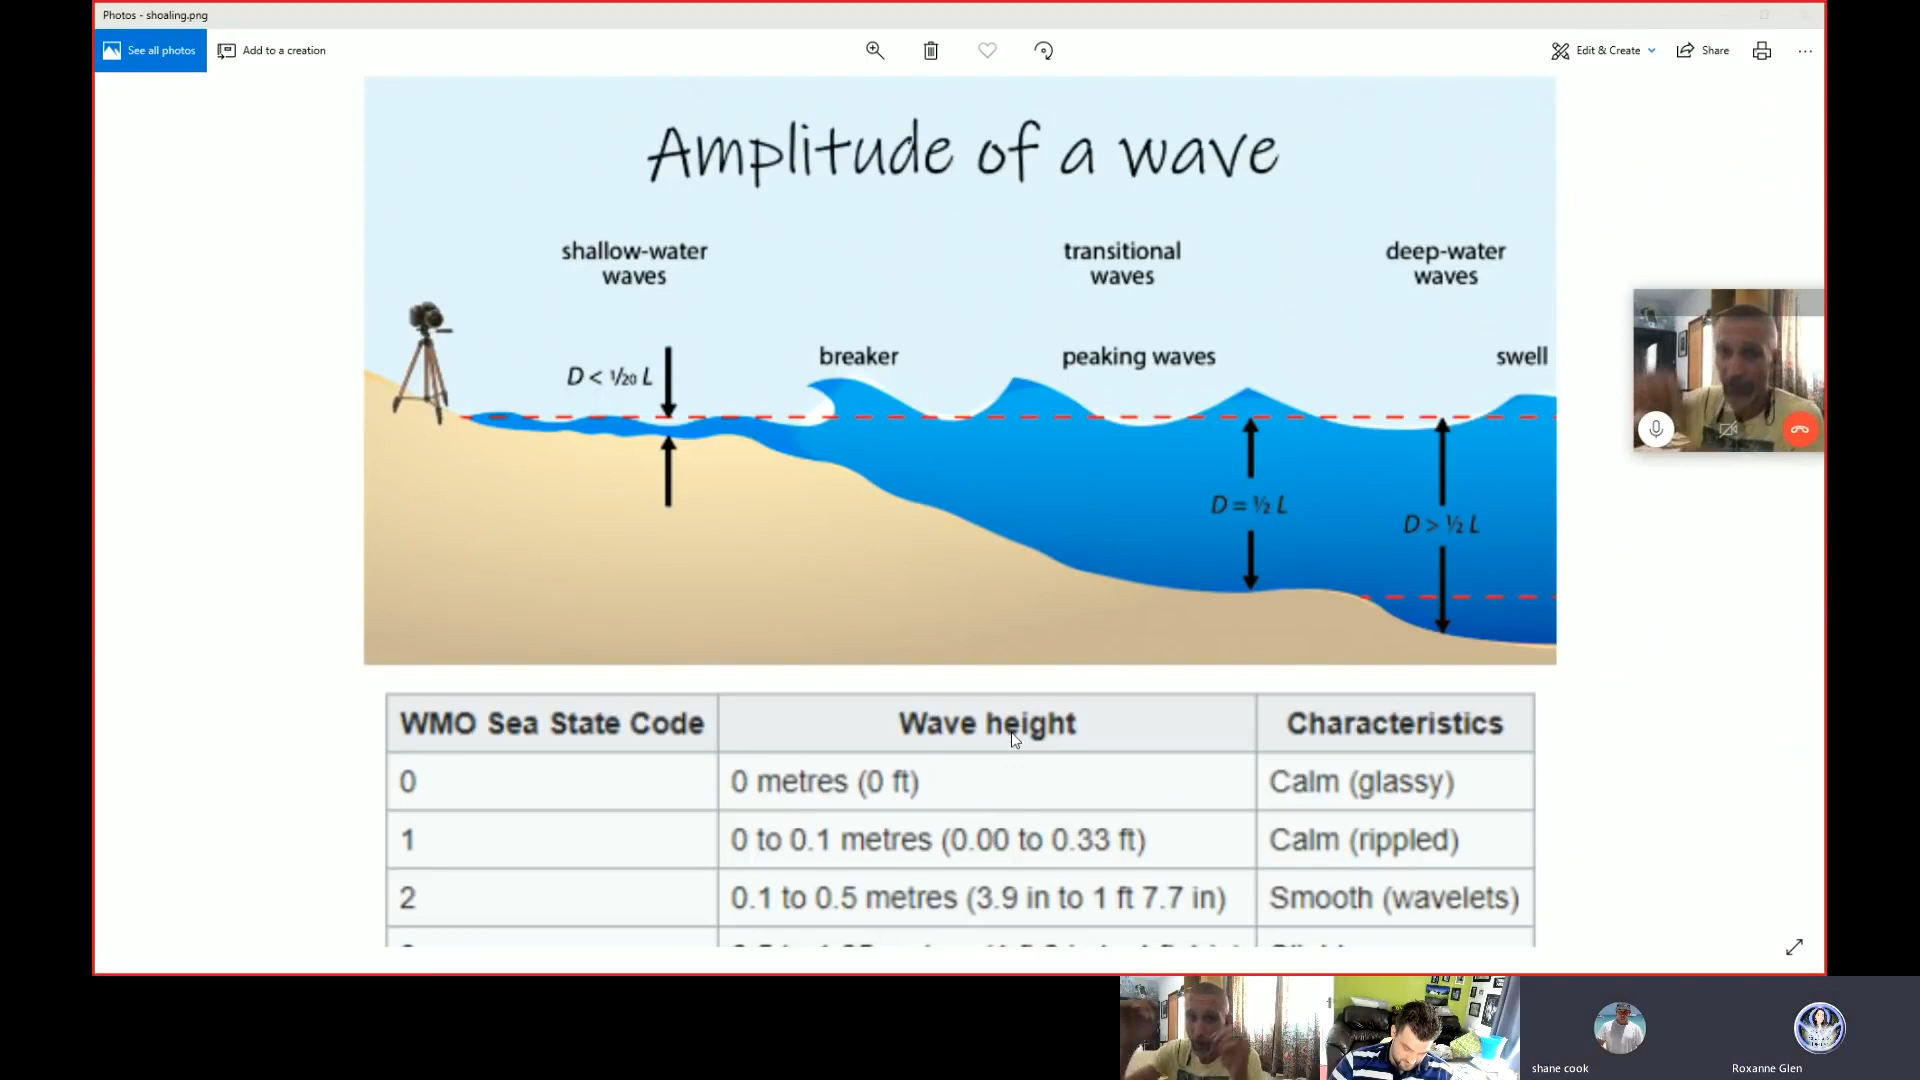 Photos - shoaling.png
See all photos
Add to a creation
Edit & Create
Share
Amplitude of a wave
shallow-water
waves
transitional
waves
deep-water
waves
breaker
peaking waves
swell
D < 1/20 L
D = ½ L
D > ½ L
WMO Sea State Code
Wave height
Characteristics
0
0 metres (0 ft)
Calm (glassy)
1
0 to 0.1 metres (0.00 to 0.33 ft)
Calm (rippled)
2
0.1 to 0.5 metres (3.9 in to 1 ft 7.7 in)
Smooth (wavelets)
shane cook
Roxanne Glen